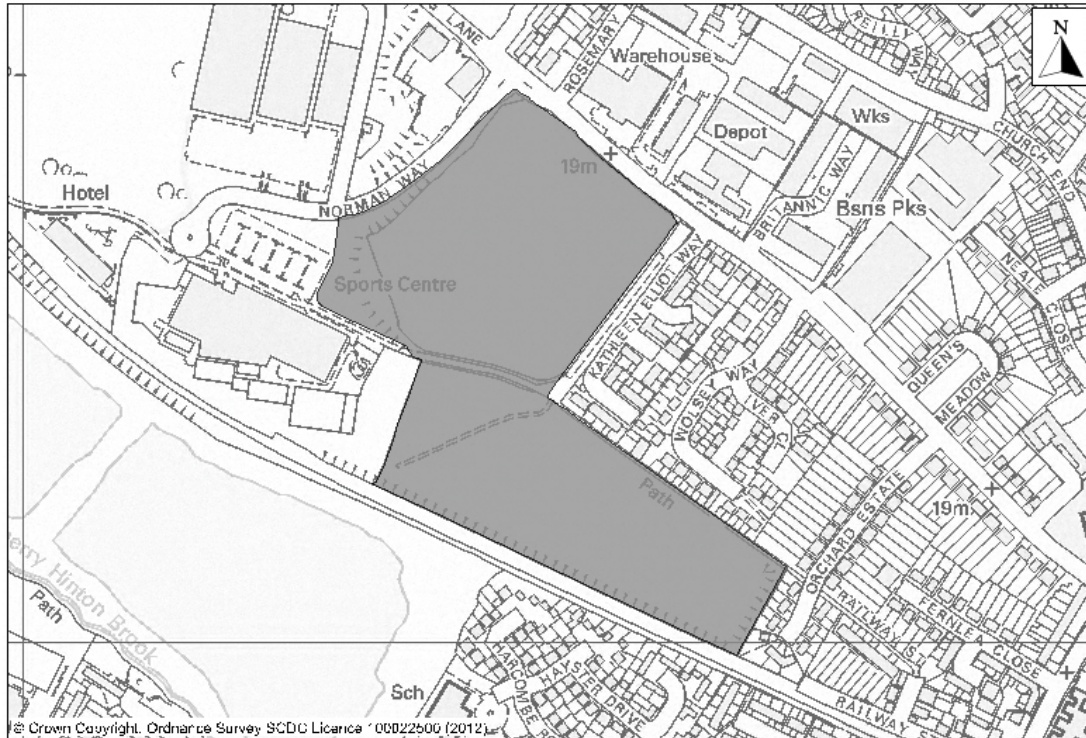 N
S LANE
ROSEMARY
REILLY
WAY
Warehouse
Depot
Wks
CHURCH END
19m
NORMAN WAY
Hotel
BRITANNIC WAY
Bsns Pks
NEALE CLOSE
Sports Centre
KATHLEEN ELLIOT WAY
WOLSEY WAY
QUEEN'S
MEADOW
Path
ORCHARD ESTATE
19m
Cherry Hinton Brook
Path
FERNLEA CLOSE
RAILWAY ST
Sch
HARCOMBE
HAYSTER DRIVE
RAILWAY S
© Crown Copyright. Ordnance Survey SCDC Licence 100022500 (2012)